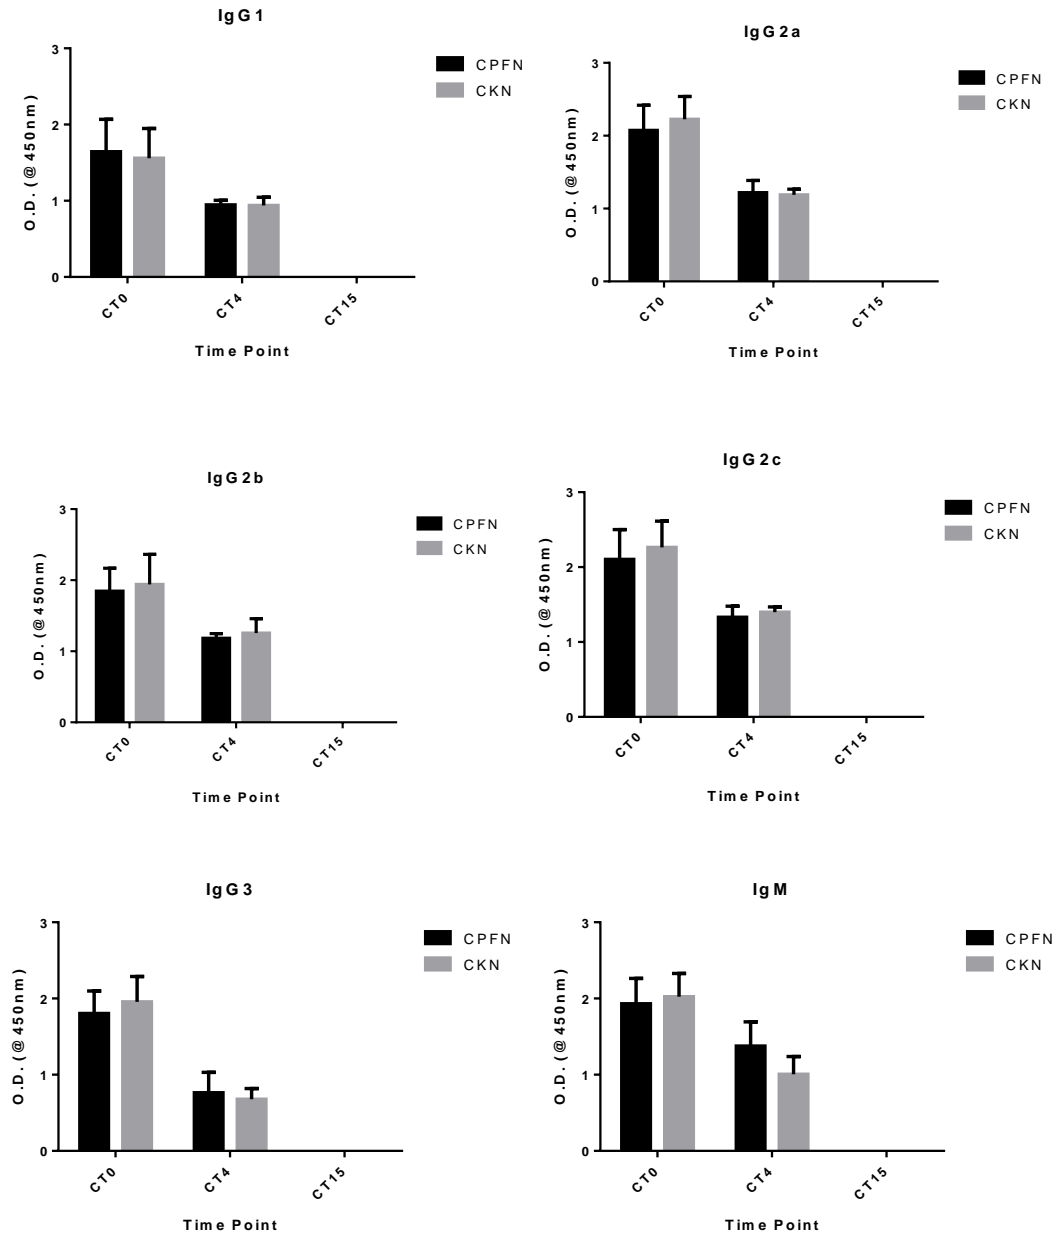 IgG1
3
2
1
0
O.D. (@450nm)
CT0
CT4
CT15
Time Point
CPFN
CKN
IgG2a
3
2
1
0
O.D. (@450nm)
CT0
CT4
CT15
Time Point
CPFN
CKN
IgG2b
3
2
1
0
O.D. (@450nm)
CT0
CT4
CT15
Time Point
CPFN
CKN
IgG2c
3
2
1
0
O.D. (@450nm)
CT0
CT4
CT15
Time Point
CPFN
CKN
IgG3
3
2
1
0
O.D. (@450nm)
CT0
CT4
CT15
Time Point
CPFN
CKN
IgM
3
2
1
0
O.D. (@450nm)
CT0
CT4
CT15
Time Point
CPFN
CKN